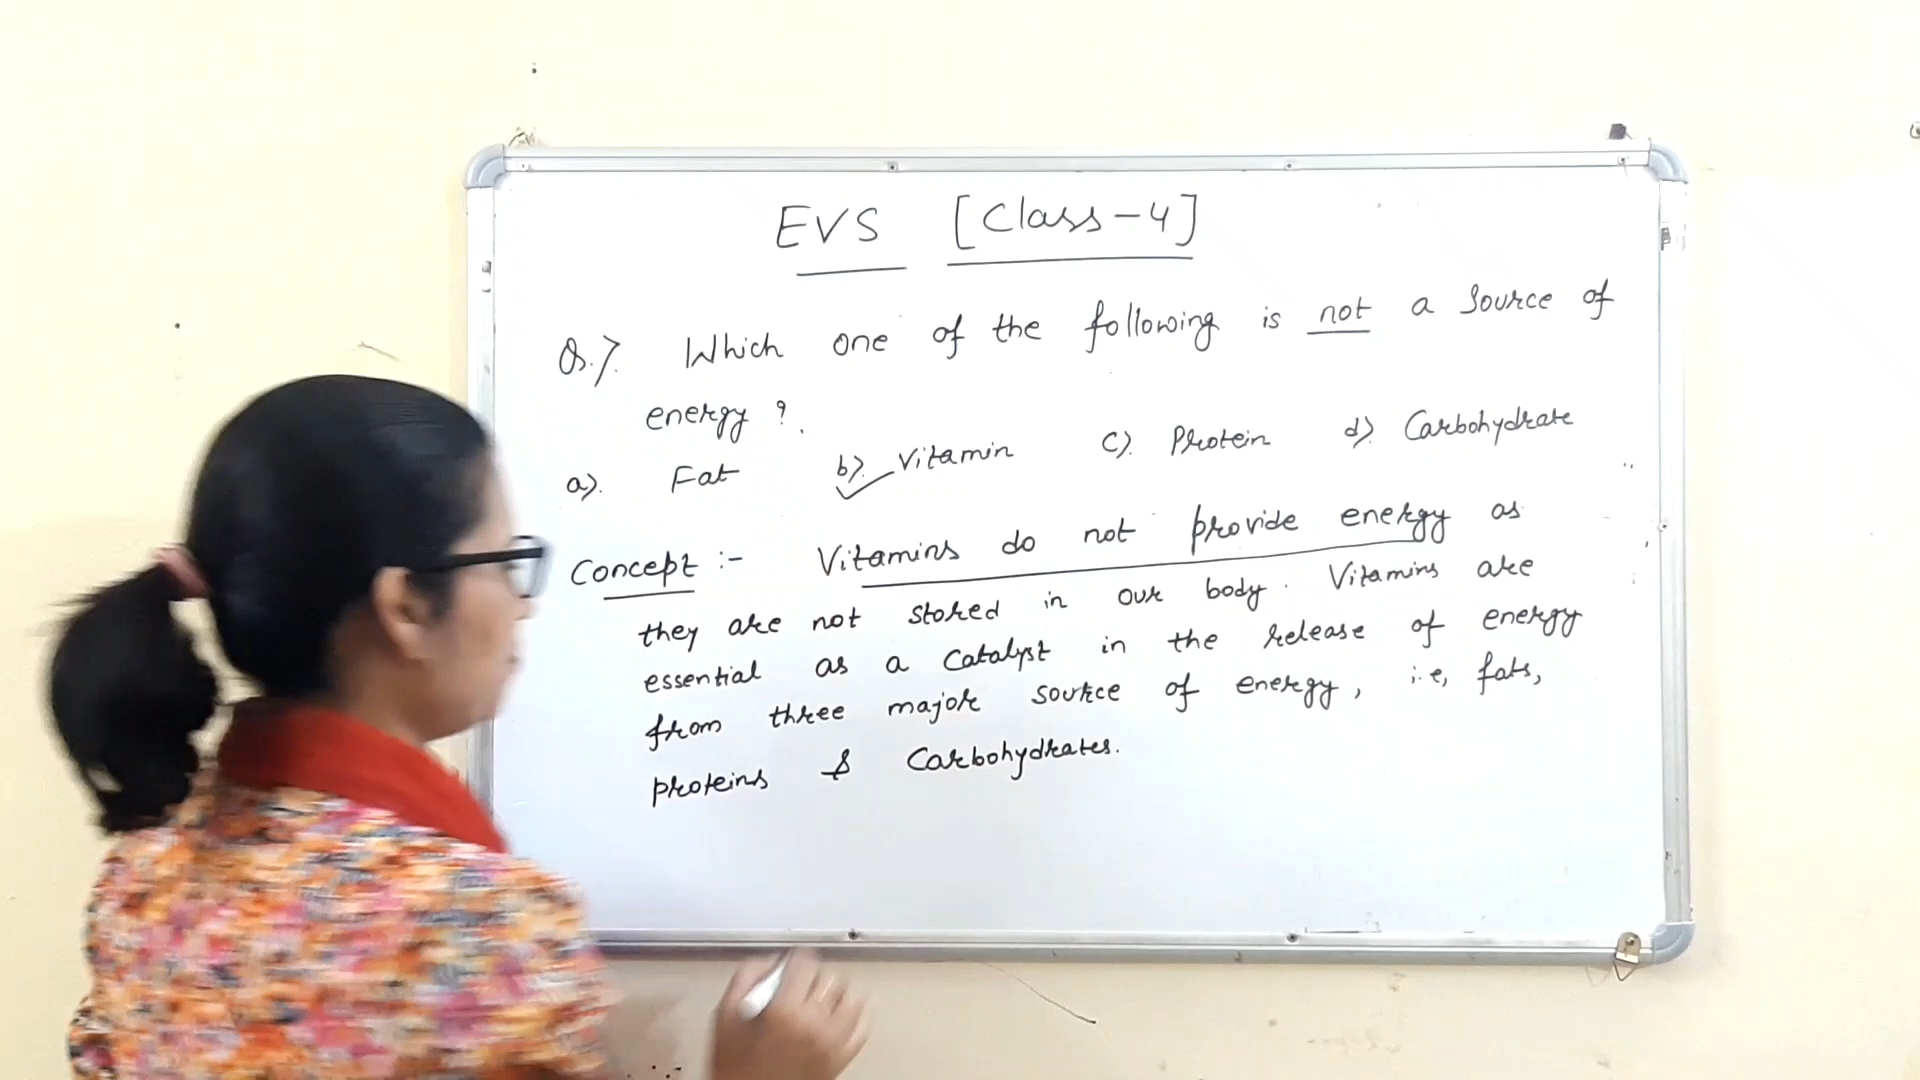 EVS [Class-4]
Q.7. Which one of the following is not a source of
energy ?
a). Fat b). Vitamin c). Protein d). Carbohydrate
Concept :- Vitamins do not provide energy as
they are not stored in our body. Vitamins are
essential as a catalyst in the release of energy
from three major source of energy, i.e, fats,
proteins & Carbohydrates.